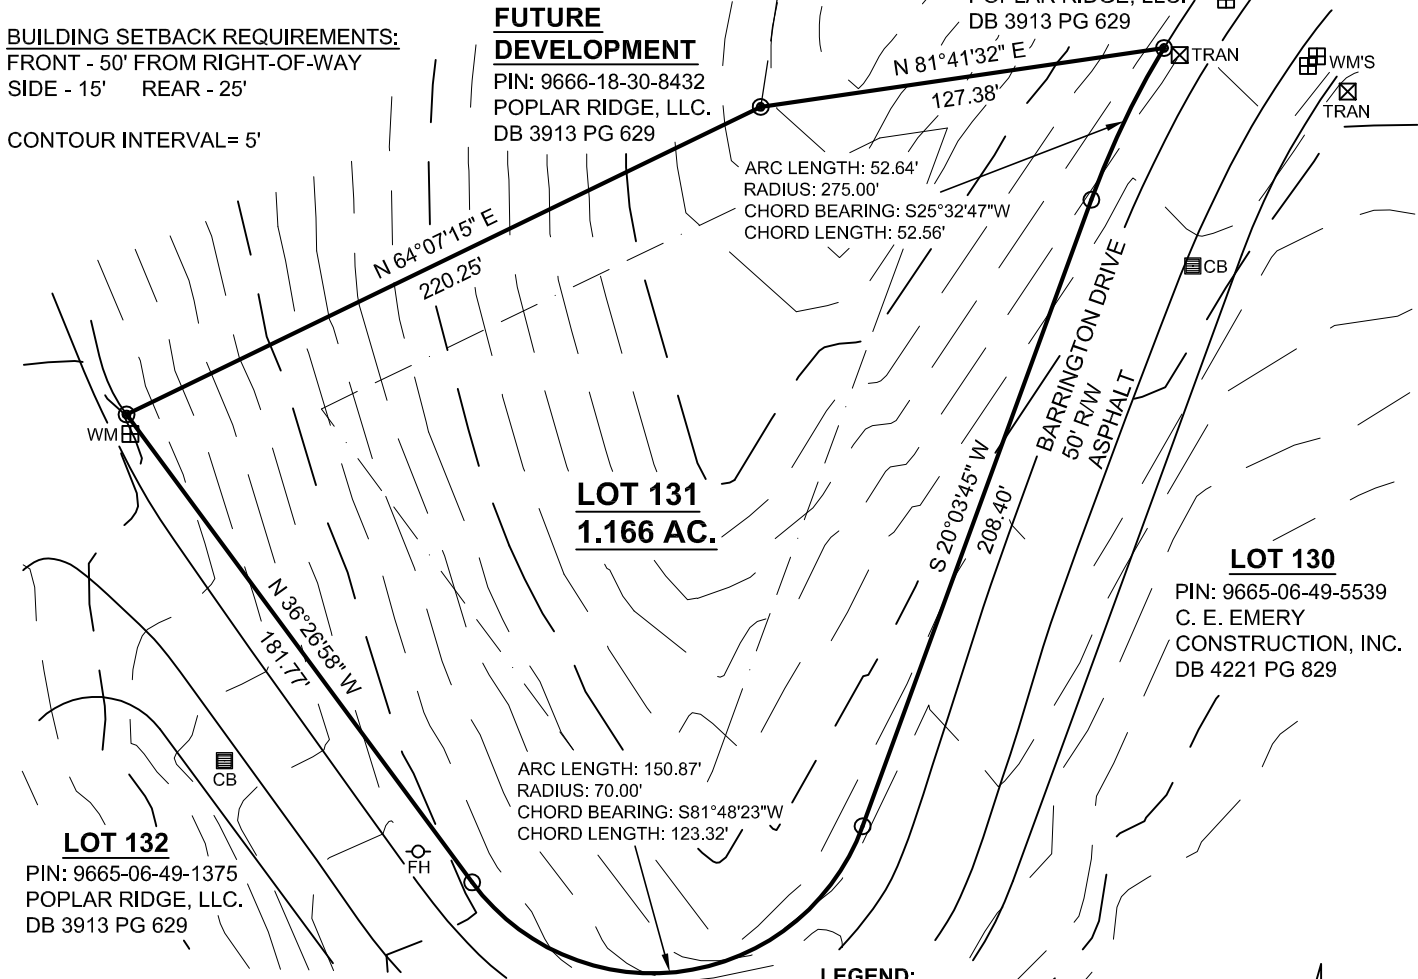 BUILDING SETBACK REQUIREMENTS:
FRONT - 50' FROM RIGHT-OF-WAY
SIDE - 15' REAR - 25'
CONTOUR INTERVAL= 5'
FUTURE
DEVELOPMENT
PIN: 9666-18-30-8432
POPLAR RIDGE, LLC.
DB 3913 PG 629
POPLAR RIDGE, LLC.
DB 3913 PG 629
N 81°41'32" E
127.38'
TRAN
WM'S
TRAN
ARC LENGTH: 52.64'
RADIUS: 275.00'
CHORD BEARING: S25°32'47"W
CHORD LENGTH: 52.56'
N 64°07'15" E
220.25'
CB
BARRINGTON DRIVE
50' R/W
ASPHALT
WM
LOT 131
1.166 AC.
S 20°03'45" W
208.40'
LOT 130
PIN: 9665-06-49-5539
C. E. EMERY
CONSTRUCTION, INC.
DB 4221 PG 829
N 36°26'58" W
181.77'
ARC LENGTH: 150.87'
RADIUS: 70.00'
CHORD BEARING: S81°48'23"W
CHORD LENGTH: 123.32'
CB
FH
LOT 132
PIN: 9665-06-49-1375
POPLAR RIDGE, LLC.
DB 3913 PG 629
LEGEND: